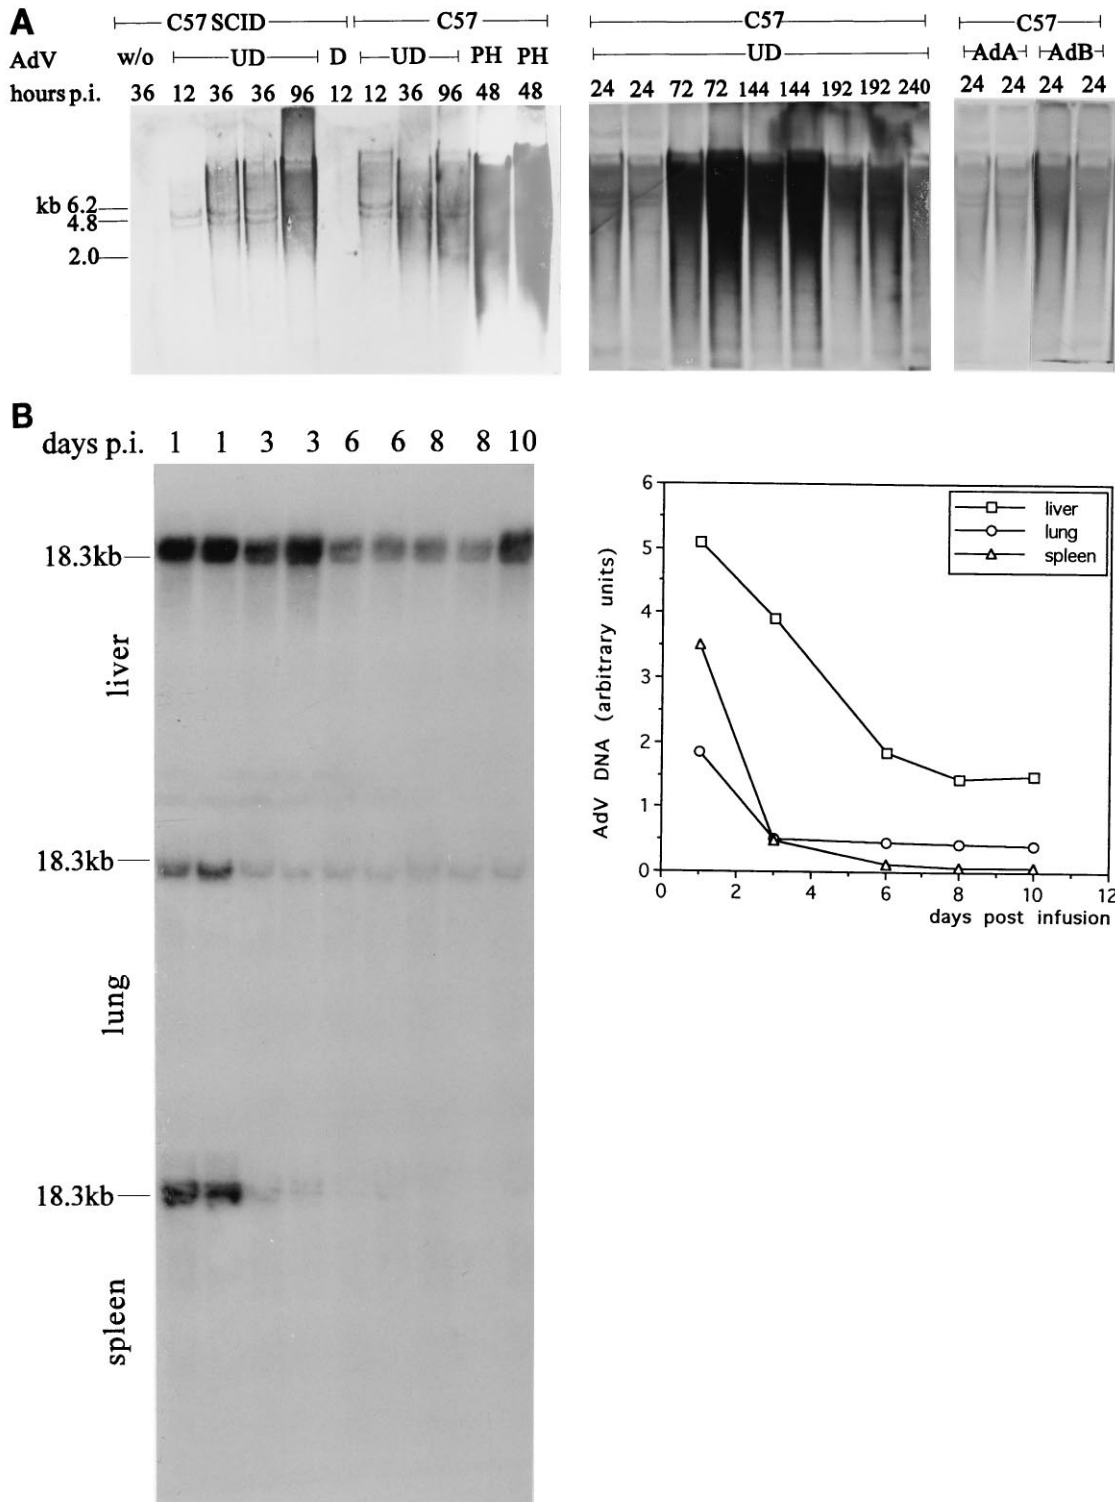 A
C57 SCID C57 C57 C57
AdV w/o UD D UD PH PH UD AdA AdB
hours p.i. 36 12 36 36 96 12 12 36 96 48 48 24 24 72 72 144 144 192 192 240 24 24 24 24
kb 6.2
4.8
2.0
B
days p.i. 1 1 3 3 6 6 8 8 10
18.3kb
liver
18.3kb
lung
18.3kb
spleen
6
5
4
3
2
1
0
AdV DNA (arbitrary units)
liver
lung
spleen
0 2 4 6 8 10 12
days post infusion